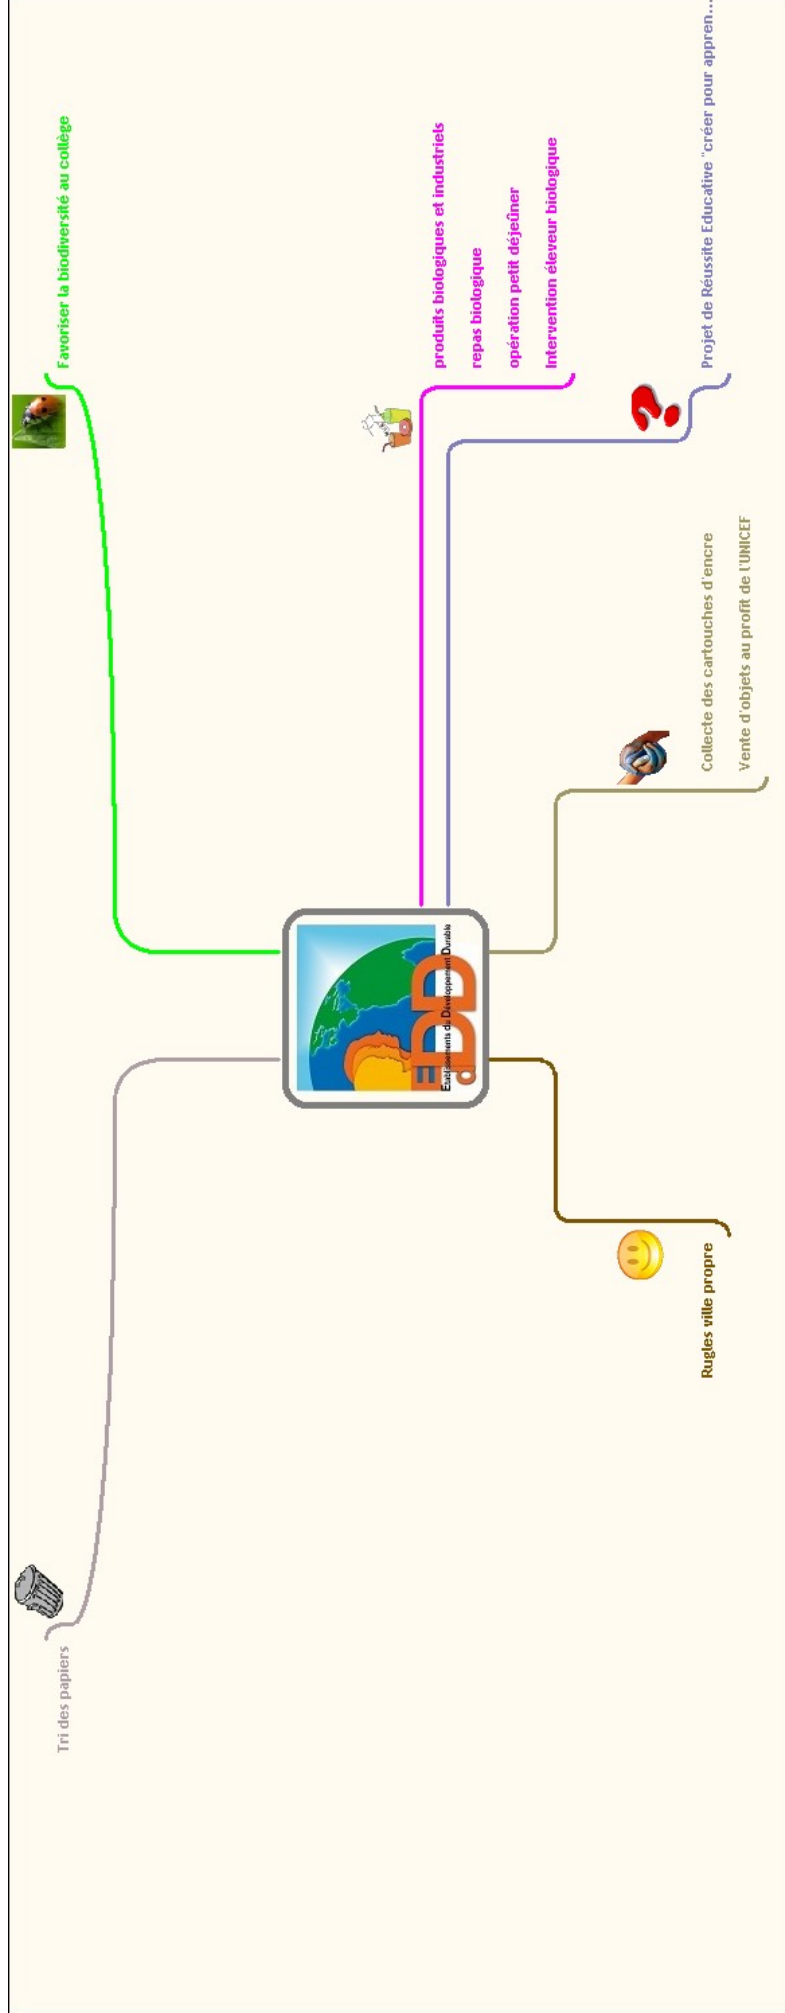 Favoriser la biodiversité au collège
produits biologiques et industriels
repas biologique
opération petit déjeûner
Intervention éleveur biologique
Projet de Réussite Educative "créer pour appren...
Collecte des cartouches d'encre
Vente d'objets au profit de l'UNICEF
EDD
Etablissements du Développement Durable
Tri des papiers
Rugles ville propre